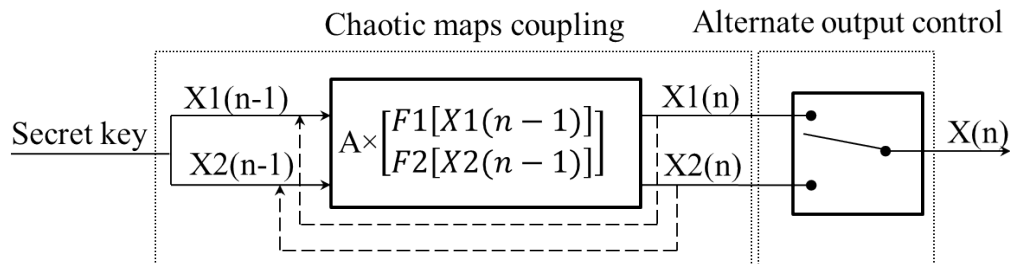 Chaotic maps coupling
Alternate output control
Secret key
X1(n-1)
X2(n-1)
A×[F1[X1(n − 1)]
F2[X2(n − 1)]]
X1(n)
X2(n)
X(n)